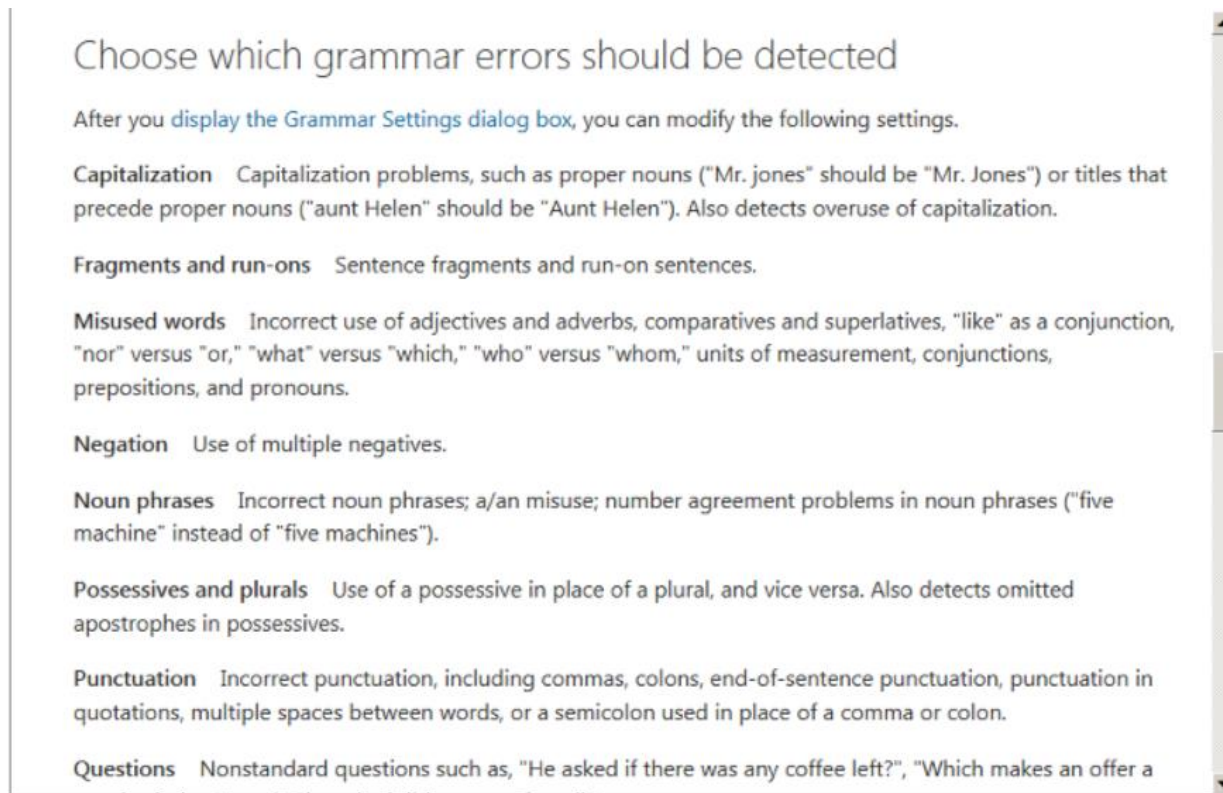 Choose which grammar errors should be detected
After you display the Grammar Settings dialog box, you can modify the following settings.
Capitalization Capitalization problems, such as proper nouns ("Mr. jones" should be "Mr. Jones") or titles that
precede proper nouns ("aunt Helen" should be "Aunt Helen"). Also detects overuse of capitalization.
Fragments and run-ons Sentence fragments and run-on sentences.
Misused words Incorrect use of adjectives and adverbs, comparatives and superlatives, "like" as a conjunction,
"nor" versus "or," "what" versus "which," "who" versus "whom," units of measurement, conjunctions,
prepositions, and pronouns.
Negation Use of multiple negatives.
Noun phrases Incorrect noun phrases; a/an misuse; number agreement problems in noun phrases ("five
machine" instead of "five machines").
Possessives and plurals Use of a possessive in place of a plural, and vice versa. Also detects omitted
apostrophes in possessives.
Punctuation Incorrect punctuation, including commas, colons, end-of-sentence punctuation, punctuation in
quotations, multiple spaces between words, or a semicolon used in place of a comma or colon.
Questions Nonstandard questions such as, "He asked if there was any coffee left?", "Which makes an offer a